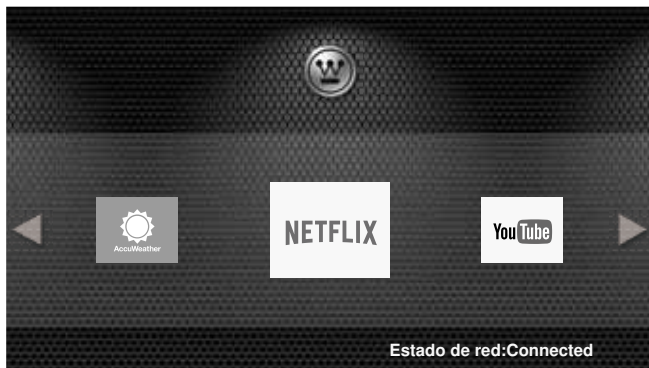 AccuWeather
NETFLIX
YouTube
Estado de red:Connected